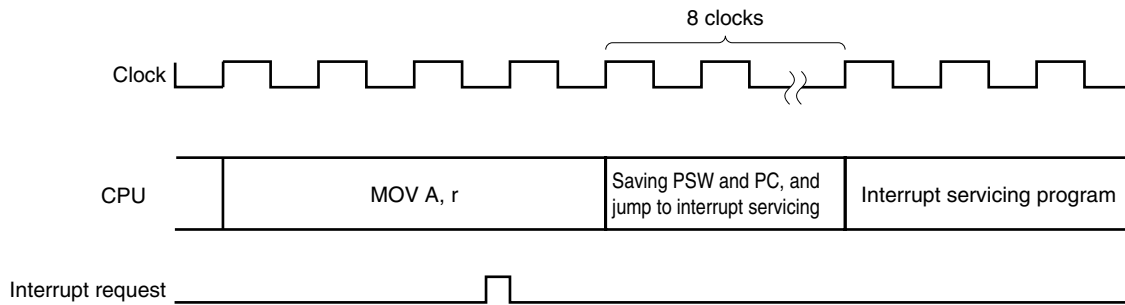 8 clocks
Clock
CPU
MOV A, r
Saving PSW and PC, and
jump to interrupt servicing
Interrupt servicing program
Interrupt request